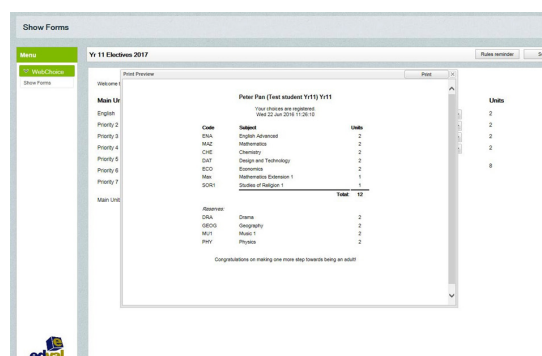 Show Forms
Menu
Yr 11 Electives 2017
Rules reminder
WebChoice
Show Forms
Print Preview
Print
Welcome t
Peter Pan (Test student Yr11) Yr11
Your choices are registered.
Wed 22 Jun 2016 11:26:10
Main Ur
Units
English
2
Priority 2
2
Priority 3
2
Priority 4
2
Priority 5
Priority 6
8
Priority 7
Main Unit
Code Subject Units
ENA English Advanced 2
MAZ Mathematics 2
CHE Chemistry 2
DAT Design and Technology 2
ECO Economics 2
Max Mathematics Extension 1 1
SOR1 Studies of Religion 1 1
Total: 12
Reserves:
DRA Drama 2
GEOG Geography 2
MU1 Music 1 2
PHY Physics 2
Congratulations on making one more step towards being an adult!
edval